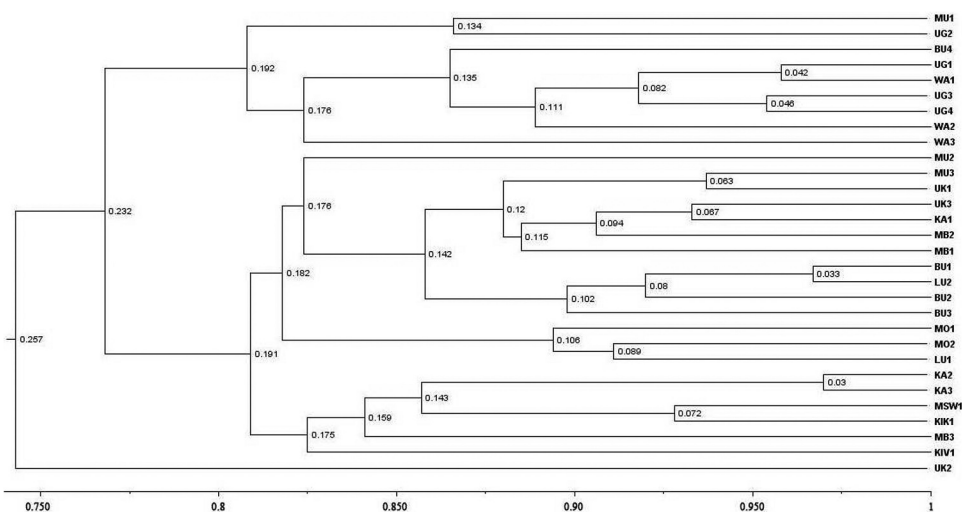 MU1
0.134
UG2
BU4
UG1
0.192
0.042
0.135
WA1
0.082
UG3
0.046
0.176
0.111
UG4
WA2
WA3
MU2
MU3
0.063
UK1
0.176
UK3
0.232
0.12
0.067
KA1
0.094
MB2
0.115
MB1
0.142
BU1
0.033
0.182
LU2
0.08
BU2
0.102
BU3
MO1
0.257
0.106
MO2
0.089
0.191
LU1
KA2
0.03
KA3
0.143
MSW1
0.072
0.159
KIK1
0.175
MB3
KIV1
UK2
0.750 0.8 0.850 0.90 0.950 1